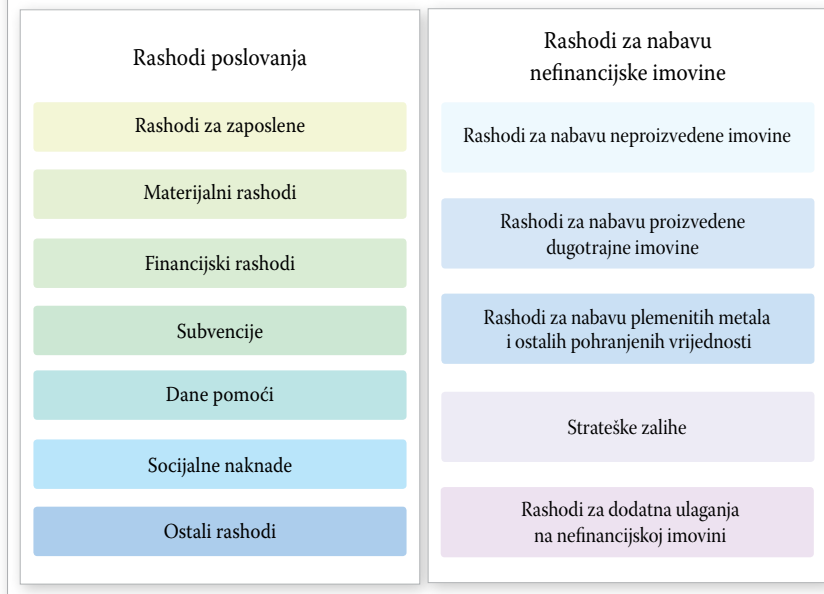 Rashodi poslovanja
Rashodi za zaposlene
Materijalni rashodi
Financijski rashodi
Subvencije
Dane pomoći
Socijalne naknade
Ostali rashodi
Rashodi za nabavu
nefinancijske imovine
Rashodi za nabavu neproizvedene imovine
Rashodi za nabavu proizvedene
dugotrajne imovine
Rashodi za nabavu plemenitih metala
i ostalih pohranjenih vrijednosti
Strateške zalihe
Rashodi za dodatna ulaganja
na nefinancijskoj imovini